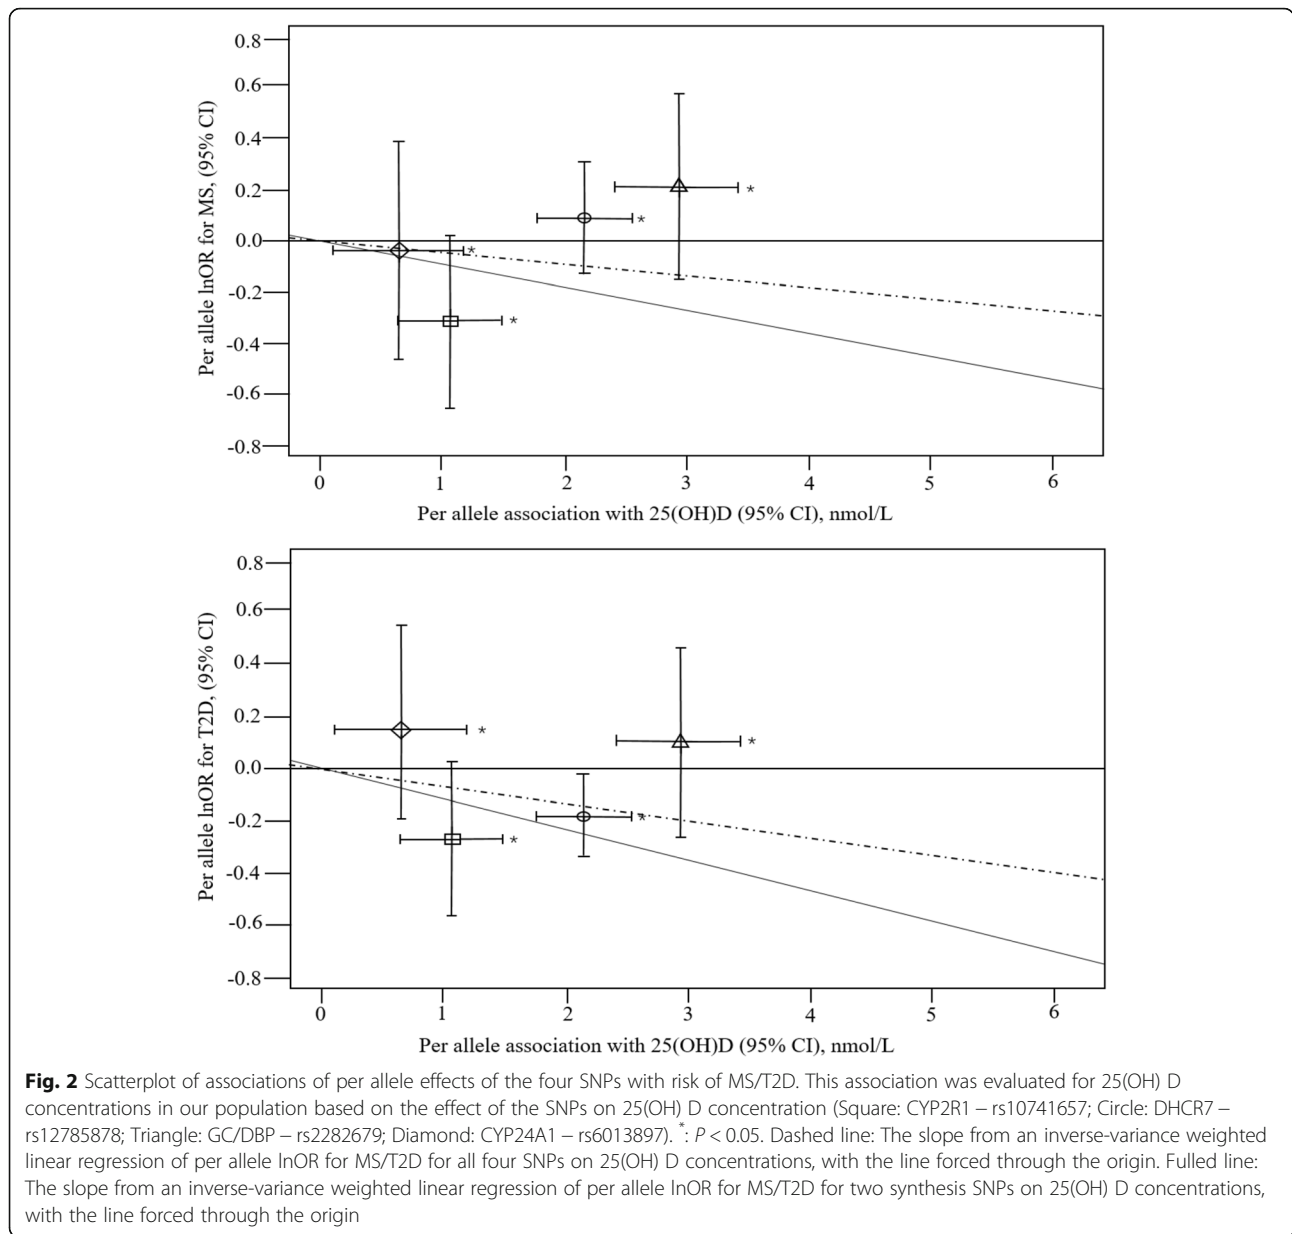 Per allele lnOR for MS, (95% CI)
0.8
0.6
0.4
0.2
0.0
-0.2
-0.4
-0.6
-0.8
*
*
*
*
0 1 2 3 4 5 6
Per allele association with 25(OH)D (95% CI), nmol/L
Per allele lnOR for T2D, (95% CI)
0.8
0.6
0.4
0.2
0.0
-0.2
-0.4
-0.6
-0.8
*
*
*
*
0 1 2 3 4 5 6
Per allele association with 25(OH)D (95% CI), nmol/L
Fig. 2 Scatterplot of associations of per allele effects of the four SNPs with risk of MS/T2D. This association was evaluated for 25(OH) D
concentrations in our population based on the effect of the SNPs on 25(OH) D concentration (Square: CYP2R1 – rs10741657; Circle: DHCR7 –
rs12785878; Triangle: GC/DBP – rs2282679; Diamond: CYP24A1 – rs6013897). *: P < 0.05. Dashed line: The slope from an inverse-variance weighted
linear regression of per allele lnOR for MS/T2D for all four SNPs on 25(OH) D concentrations, with the line forced through the origin. Fulled line:
The slope from an inverse-variance weighted linear regression of per allele lnOR for MS/T2D for two synthesis SNPs on 25(OH) D concentrations,
with the line forced through the origin